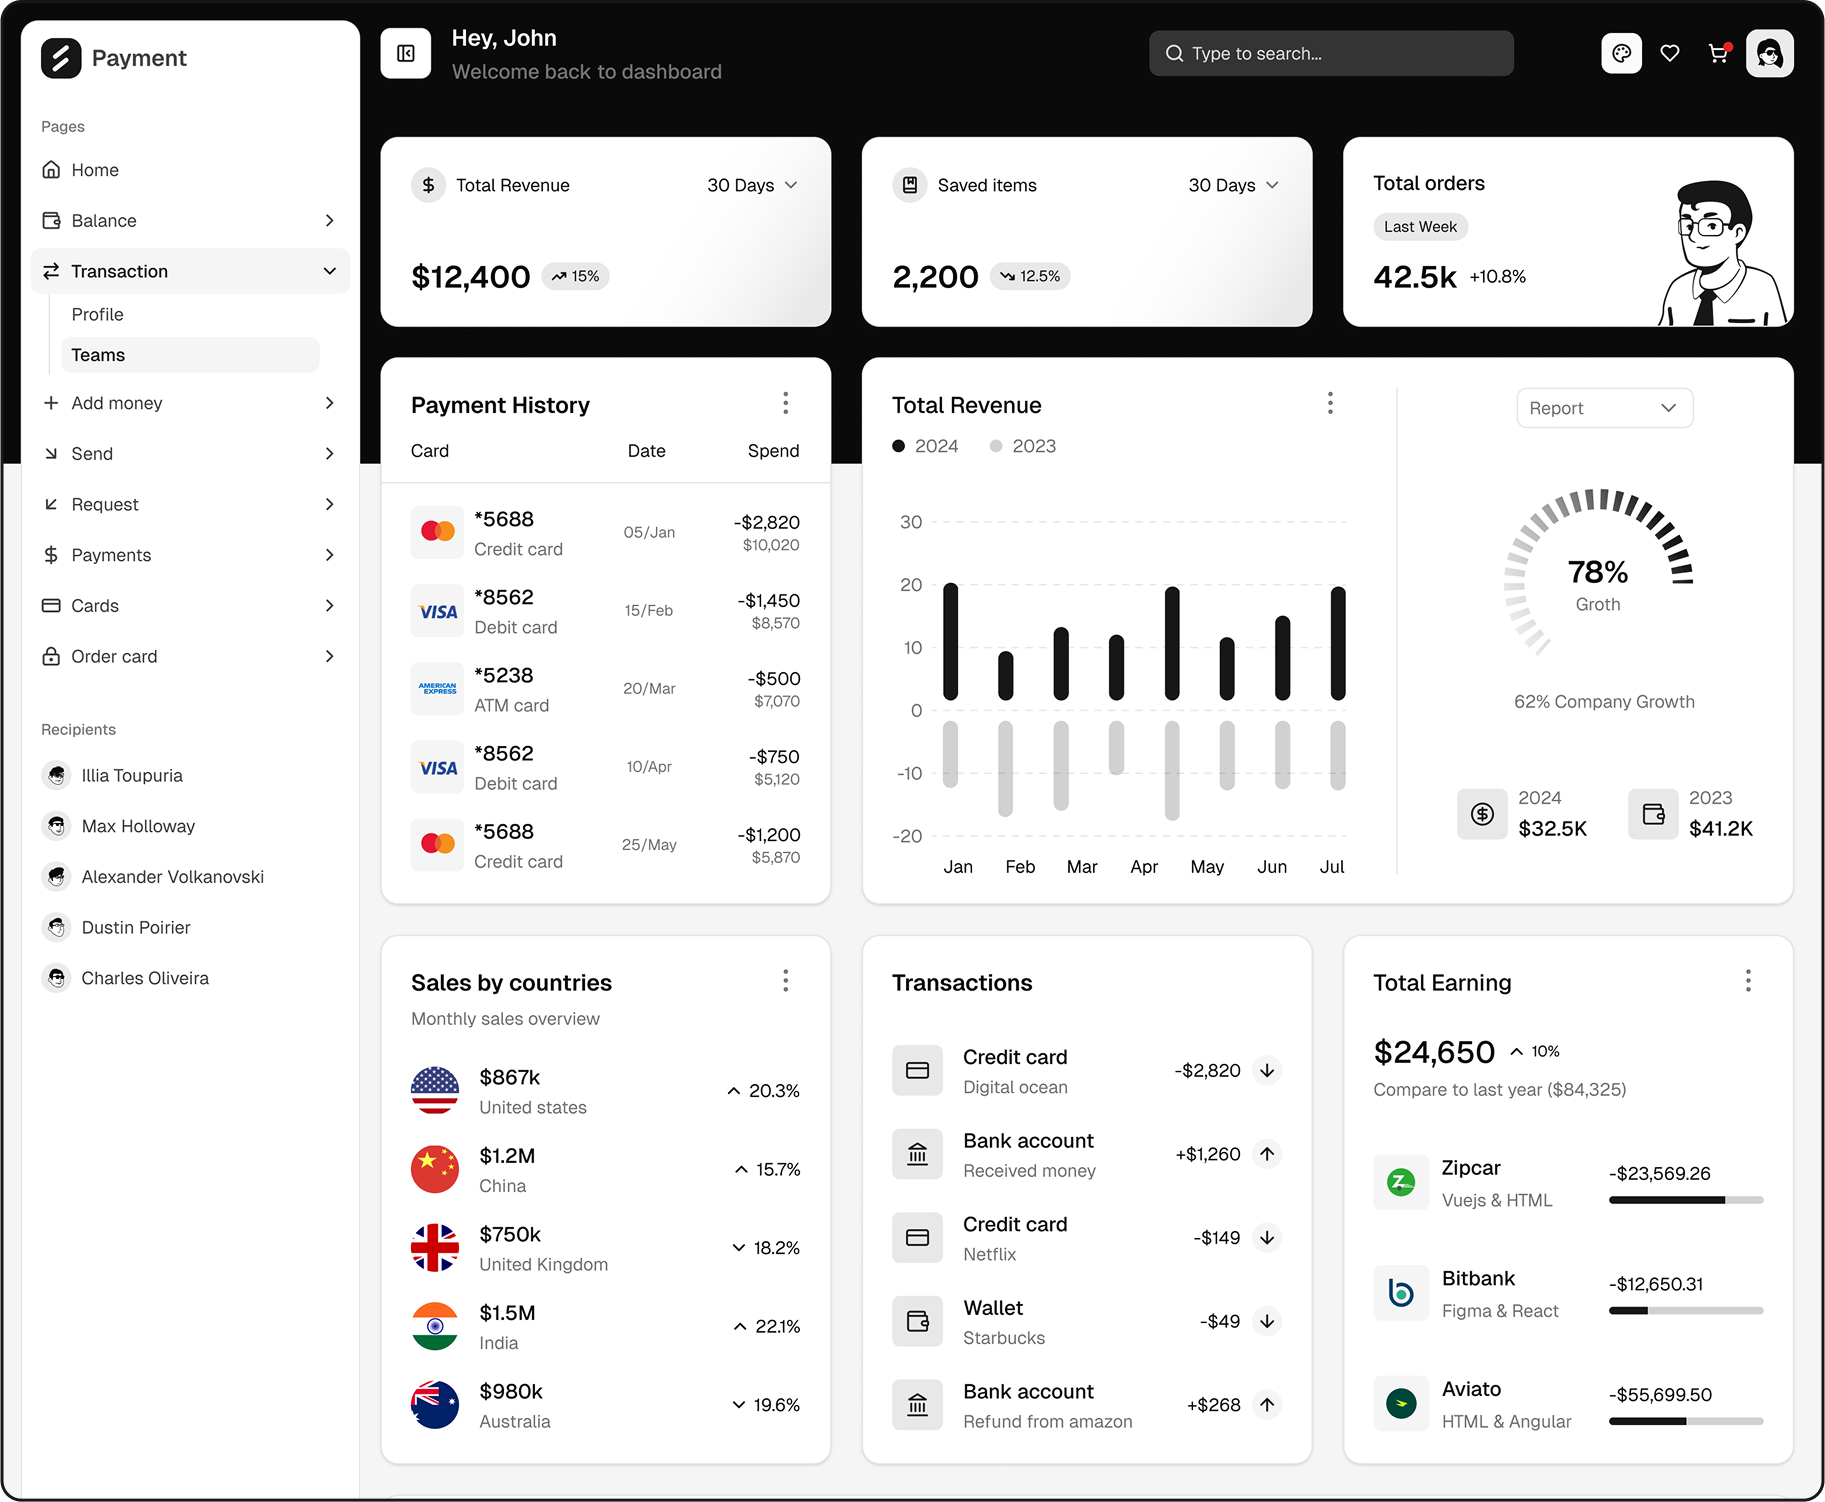 Payment
Pages
Home
Balance
Transaction
Profile
Teams
Add money
Send
Request
Payments
Cards
Order card
Recipients
Illia Toupuria
Max Holloway
Alexander Volkanovski
Dustin Poirier
Charles Oliveira
Hey, John
Welcome back to dashboard
Type to search...
Total Revenue
30 Days
$12,400
15%
Saved items
30 Days
2,200
12.5%
Total orders
Last Week
42.5k +10.8%
Payment History
Card Date Spend
*5688
Credit card
05/Jan
-$2,820
$10,020
VISA
*8562
Debit card
15/Feb
-$1,450
$8,570
AMERICAN
EXPRESS
*5238
ATM card
20/Mar
-$500
$7,070
VISA
*8562
Debit card
10/Apr
-$750
$5,120
*5688
Credit card
25/May
-$1,200
$5,870
Total Revenue
2024 2023
30
20
10
0
-10
-20
Jan Feb Mar Apr May Jun Jul
Report
78%
Groth
62% Company Growth
2024
$32.5K
2023
$41.2K
Sales by countries
Monthly sales overview
$867k
United states
20.3%
$1.2M
China
15.7%
$750k
United Kingdom
18.2%
$1.5M
India
22.1%
$980k
Australia
19.6%
Transactions
Credit card
Digital ocean
-$2,820
Bank account
Received money
+$1,260
Credit card
Netflix
-$149
Wallet
Starbucks
-$49
Bank account
Refund from amazon
+$268
Total Earning
$24,650 10%
Compare to last year ($84,325)
Zipcar
Vuejs & HTML
-$23,569.26
Bitbank
Figma & React
-$12,650.31
Aviato
HTML & Angular
-$55,699.50